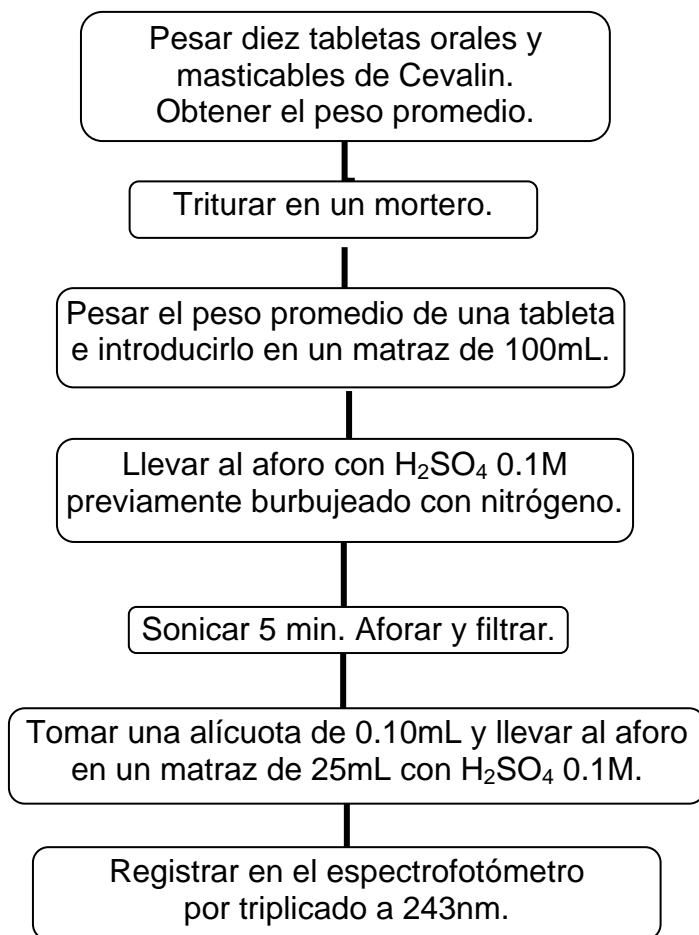 Pesar diez tabletas orales y
masticables de Cevalin.
Obtener el peso promedio.
Triturar en un mortero.
Pesar el peso promedio de una tableta
e introducirlo en un matraz de 100mL.
Llevar al aforo con H₂SO₄ 0.1M
previamente burbujeado con nitrógeno.
Sonicar 5 min. Aforar y filtrar.
Tomar una alícuota de 0.10mL y llevar al aforo
en un matraz de 25mL con H₂SO₄ 0.1M.
Registrar en el espectrofotómetro
por triplicado a 243nm.